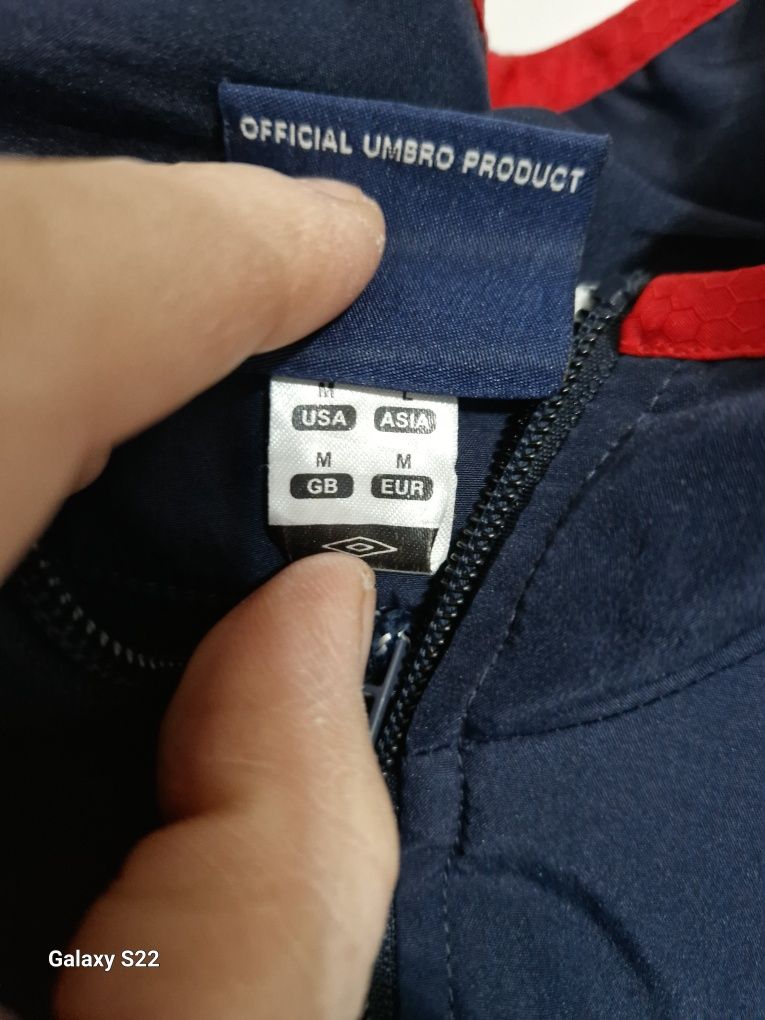 OFFICIAL UMBRO PRODUCT
M L
USA ASIA
M M
GB EUR
Galaxy S22